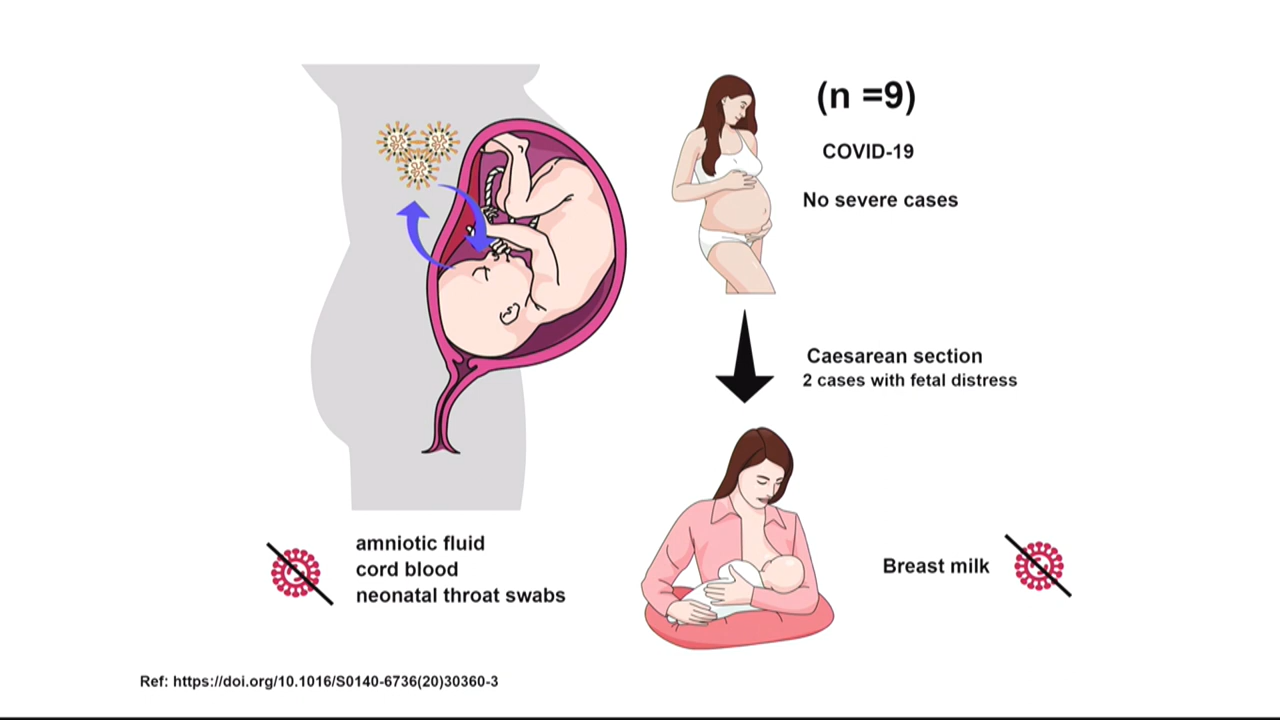 (n =9)
COVID-19
No severe cases
Caesarean section
2 cases with fetal distress
amniotic fluid
cord blood
neonatal throat swabs
Breast milk
Ref: https://doi.org/10.1016/S0140-6736(20)30360-3